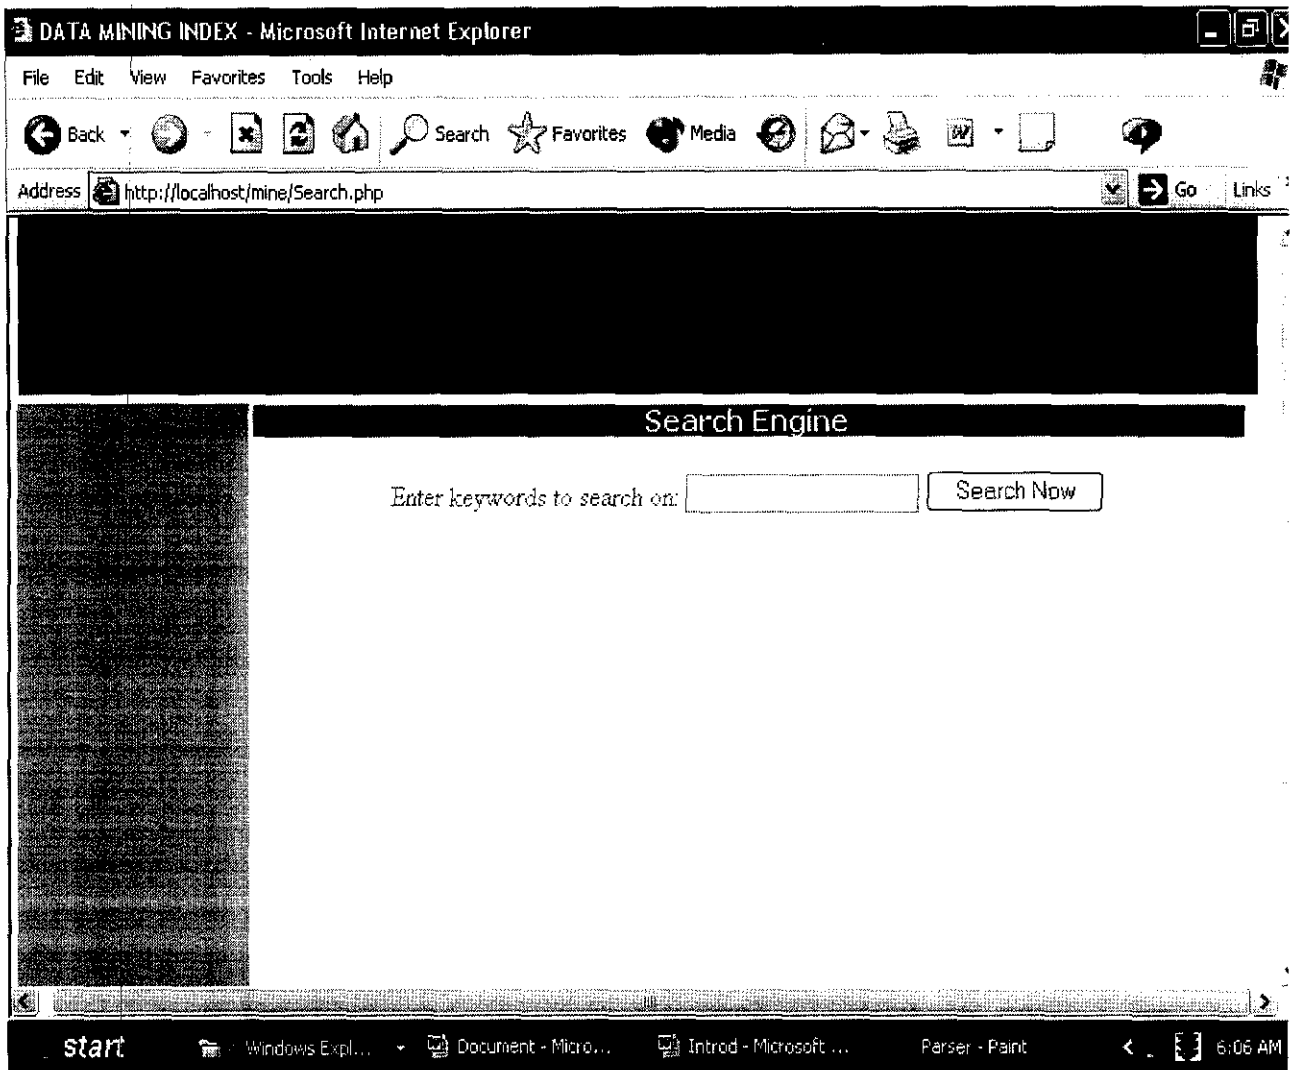 DATA MINING INDEX - Microsoft Internet Explorer
File Edit View Favorites Tools Help
Back Search Favorites Media W
Address http://localhost/mine/Search.php Go Links
Search Engine
Enter keywords to search on: Search Now
start Windows Expl... Document - Micro... Introd - Microsoft ... Parser - Paint 6:06 AM